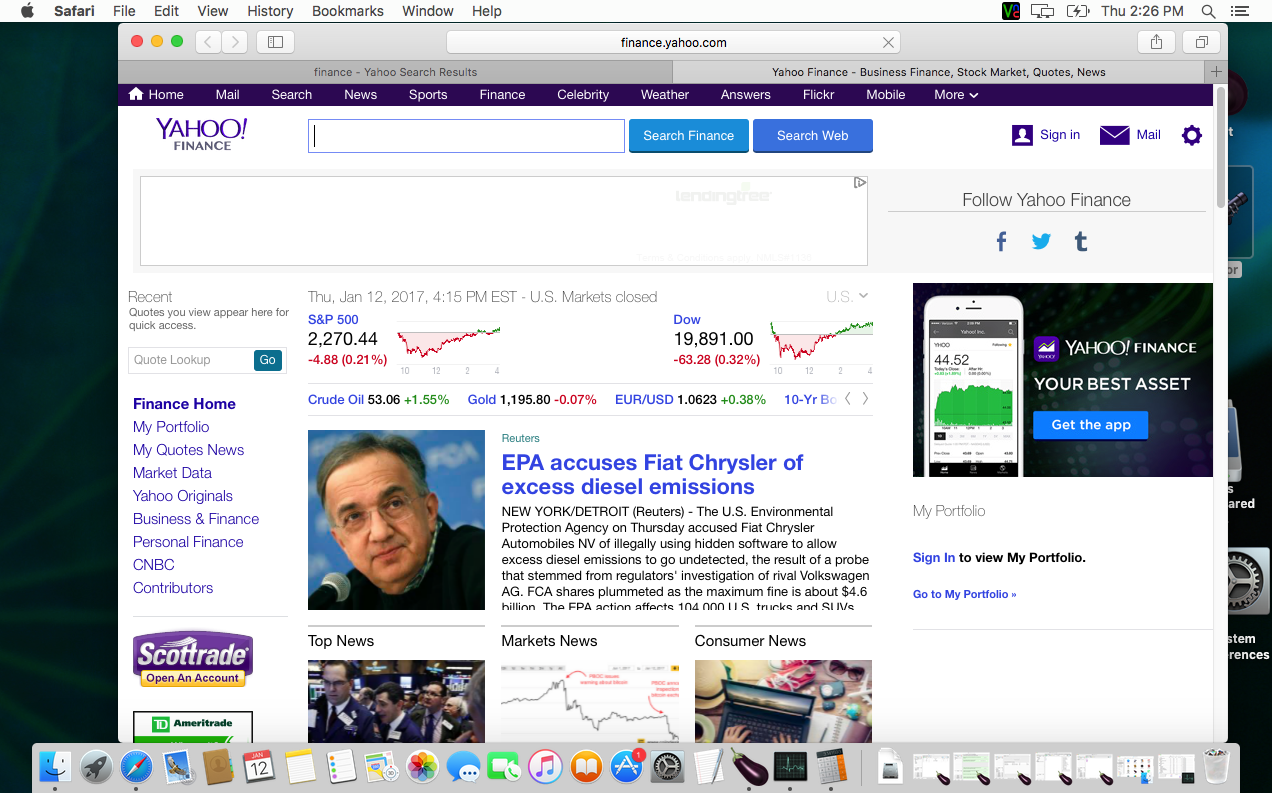 Safari File Edit View History Bookmarks Window Help Thu 2:26 PM
finance.yahoo.com
finance - Yahoo Search Results
Yahoo Finance - Business Finance, Stock Market, Quotes, News
Home Mail Search News Sports Finance Celebrity Weather Answers Flickr Mobile More
YAHOO!
FINANCE
Search Finance
Search Web
Sign in
Mail
lendingtree
Follow Yahoo Finance
Recent
Quotes you view appear here for
quick access.
Quote Lookup
Go
Finance Home
My Portfolio
My Quotes News
Market Data
Yahoo Originals
Business & Finance
Personal Finance
CNBC
Contributors
Scottrade
Open An Account
TD Ameritrade
Thu, Jan 12, 2017, 4:15 PM EST - U.S. Markets closed
U.S.
S&P 500
2,270.44
-4.88 (0.21%)
10 12 2 4
Dow
19,891.00
-63.28 (0.32%)
10 12 2 4
Crude Oil 53.06 +1.55% Gold 1,195.80 -0.07% EUR/USD 1.0623 +0.38% 10-Yr Bo
Reuters
EPA accuses Fiat Chrysler of
excess diesel emissions
NEW YORK/DETROIT (Reuters) - The U.S. Environmental
Protection Agency on Thursday accused Fiat Chrysler
Automobiles NV of illegally using hidden software to allow
excess diesel emissions to go undetected, the result of a probe
that stemmed from regulators' investigation of rival Volkswagen
AG. FCA shares plummeted as the maximum fine is about $4.6
billion. The EPA action affects 104,000 U.S. trucks and SUVs
Top News
Markets News
Consumer News
YHOO
44.52
YAHOO! FINANCE
YOUR BEST ASSET
Get the app
My Portfolio
Sign In to view My Portfolio.
Go to My Portfolio »
JAN
12
1